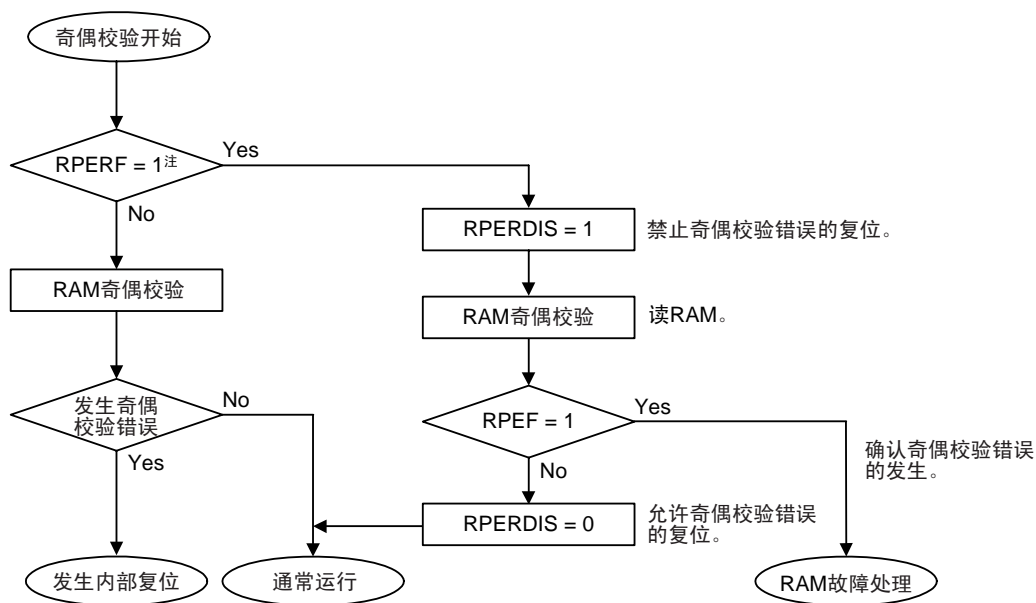 奇偶校验开始
RPERF = 1注
Yes
No
RPERDIS = 1
禁止奇偶校验错误的复位。
RAM奇偶校验
RAM奇偶校验
读RAM。
发生奇偶
校验错误
No
Yes
RPEF = 1
Yes
No
确认奇偶校验错误
的发生。
RPERDIS = 0
允许奇偶校验错误
的复位。
发生内部复位
通常运行
RAM故障处理